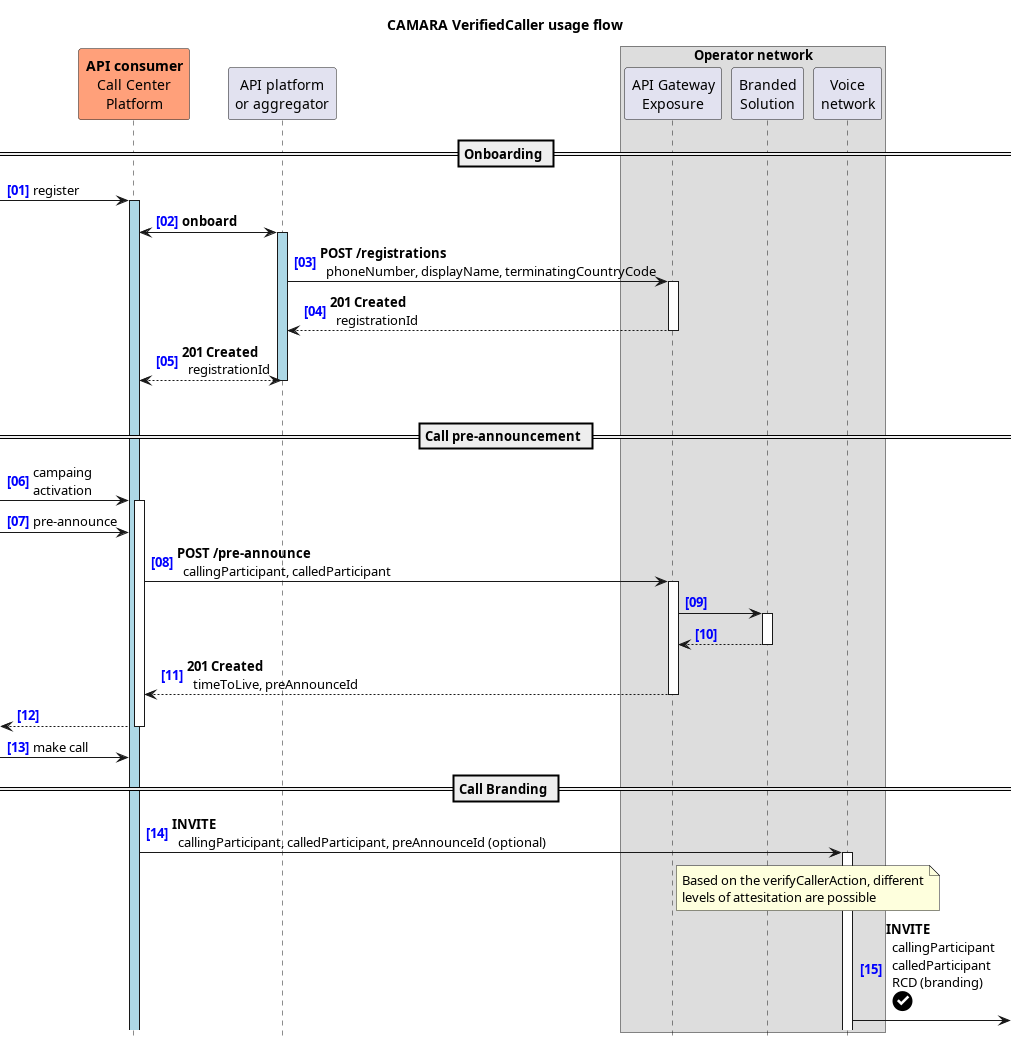 CAMARA VerifiedCaller usage flow
Operator network
API consumer
Call Center
Platform
API platform
or aggregator
API Gateway
Exposure
Branded
Solution
Voice
network
Onboarding
[01] register
[02] onboard
[03] POST /registrations
phoneNumber, displayName, terminatingCountryCode
[04] 201 Created
registrationId
[05] 201 Created
registrationId
Call pre-announcement
[06] campaing
activation
[07] pre-announce
[08] POST /pre-announce
callingParticipant, calledParticipant
[09]
[10]
[11] 201 Created
timeToLive, preAnnounceId
[12]
[13] make call
Call Branding
[14] INVITE
callingParticipant, calledParticipant, preAnnounceId (optional)
Based on the verifyCallerAction, different
levels of attesitation are possible
[15] INVITE
callingParticipant
calledParticipant
RCD (branding)